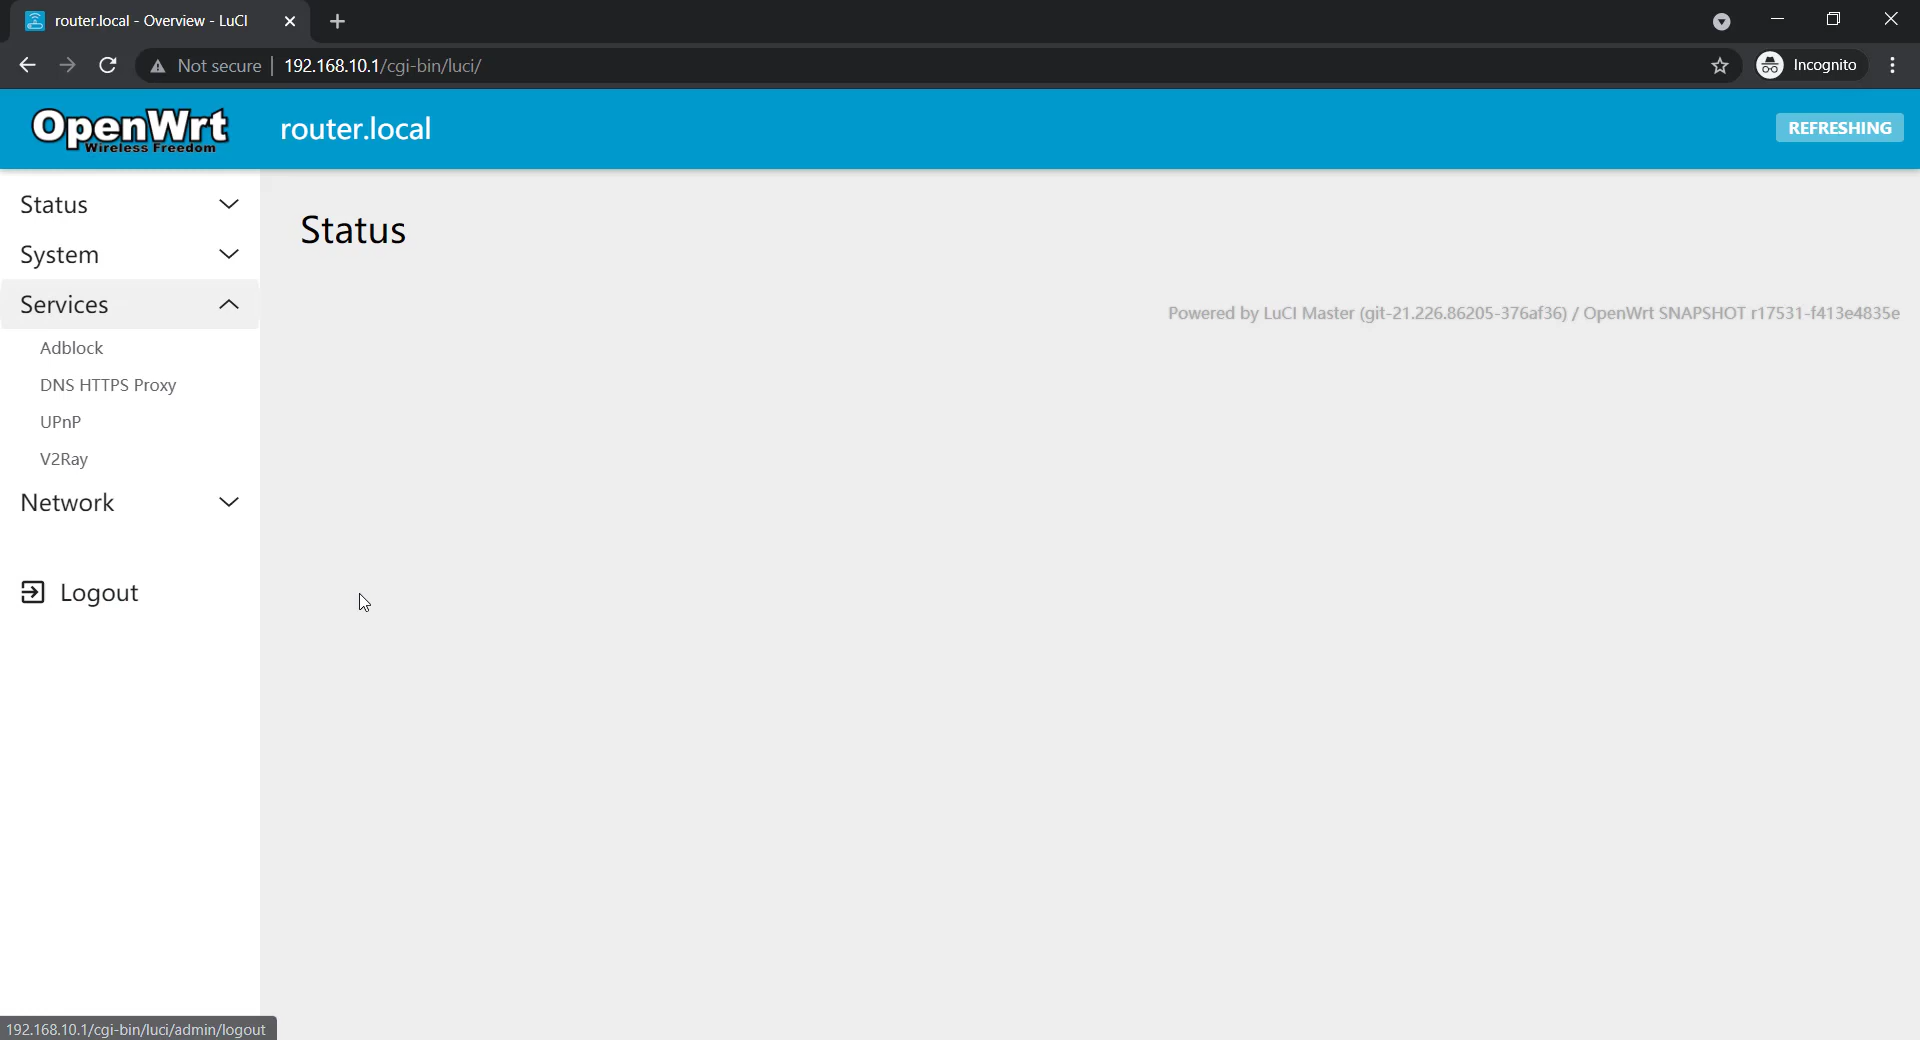 router.local - Overview - LuCI
Not secure | 192.168.10.1/cgi-bin/luci/
Incognito
OpenWrt
Wireless Freedom
router.local
REFRESHING
Status
System
Services
Adblock
DNS HTTPS Proxy
UPnP
V2Ray
Network
Logout
Status
Powered by LuCI Master (git-21.226.86205-376af36) / OpenWrt SNAPSHOT r17531-f413e4835e
192.168.10.1/cgi-bin/luci/admin/logout